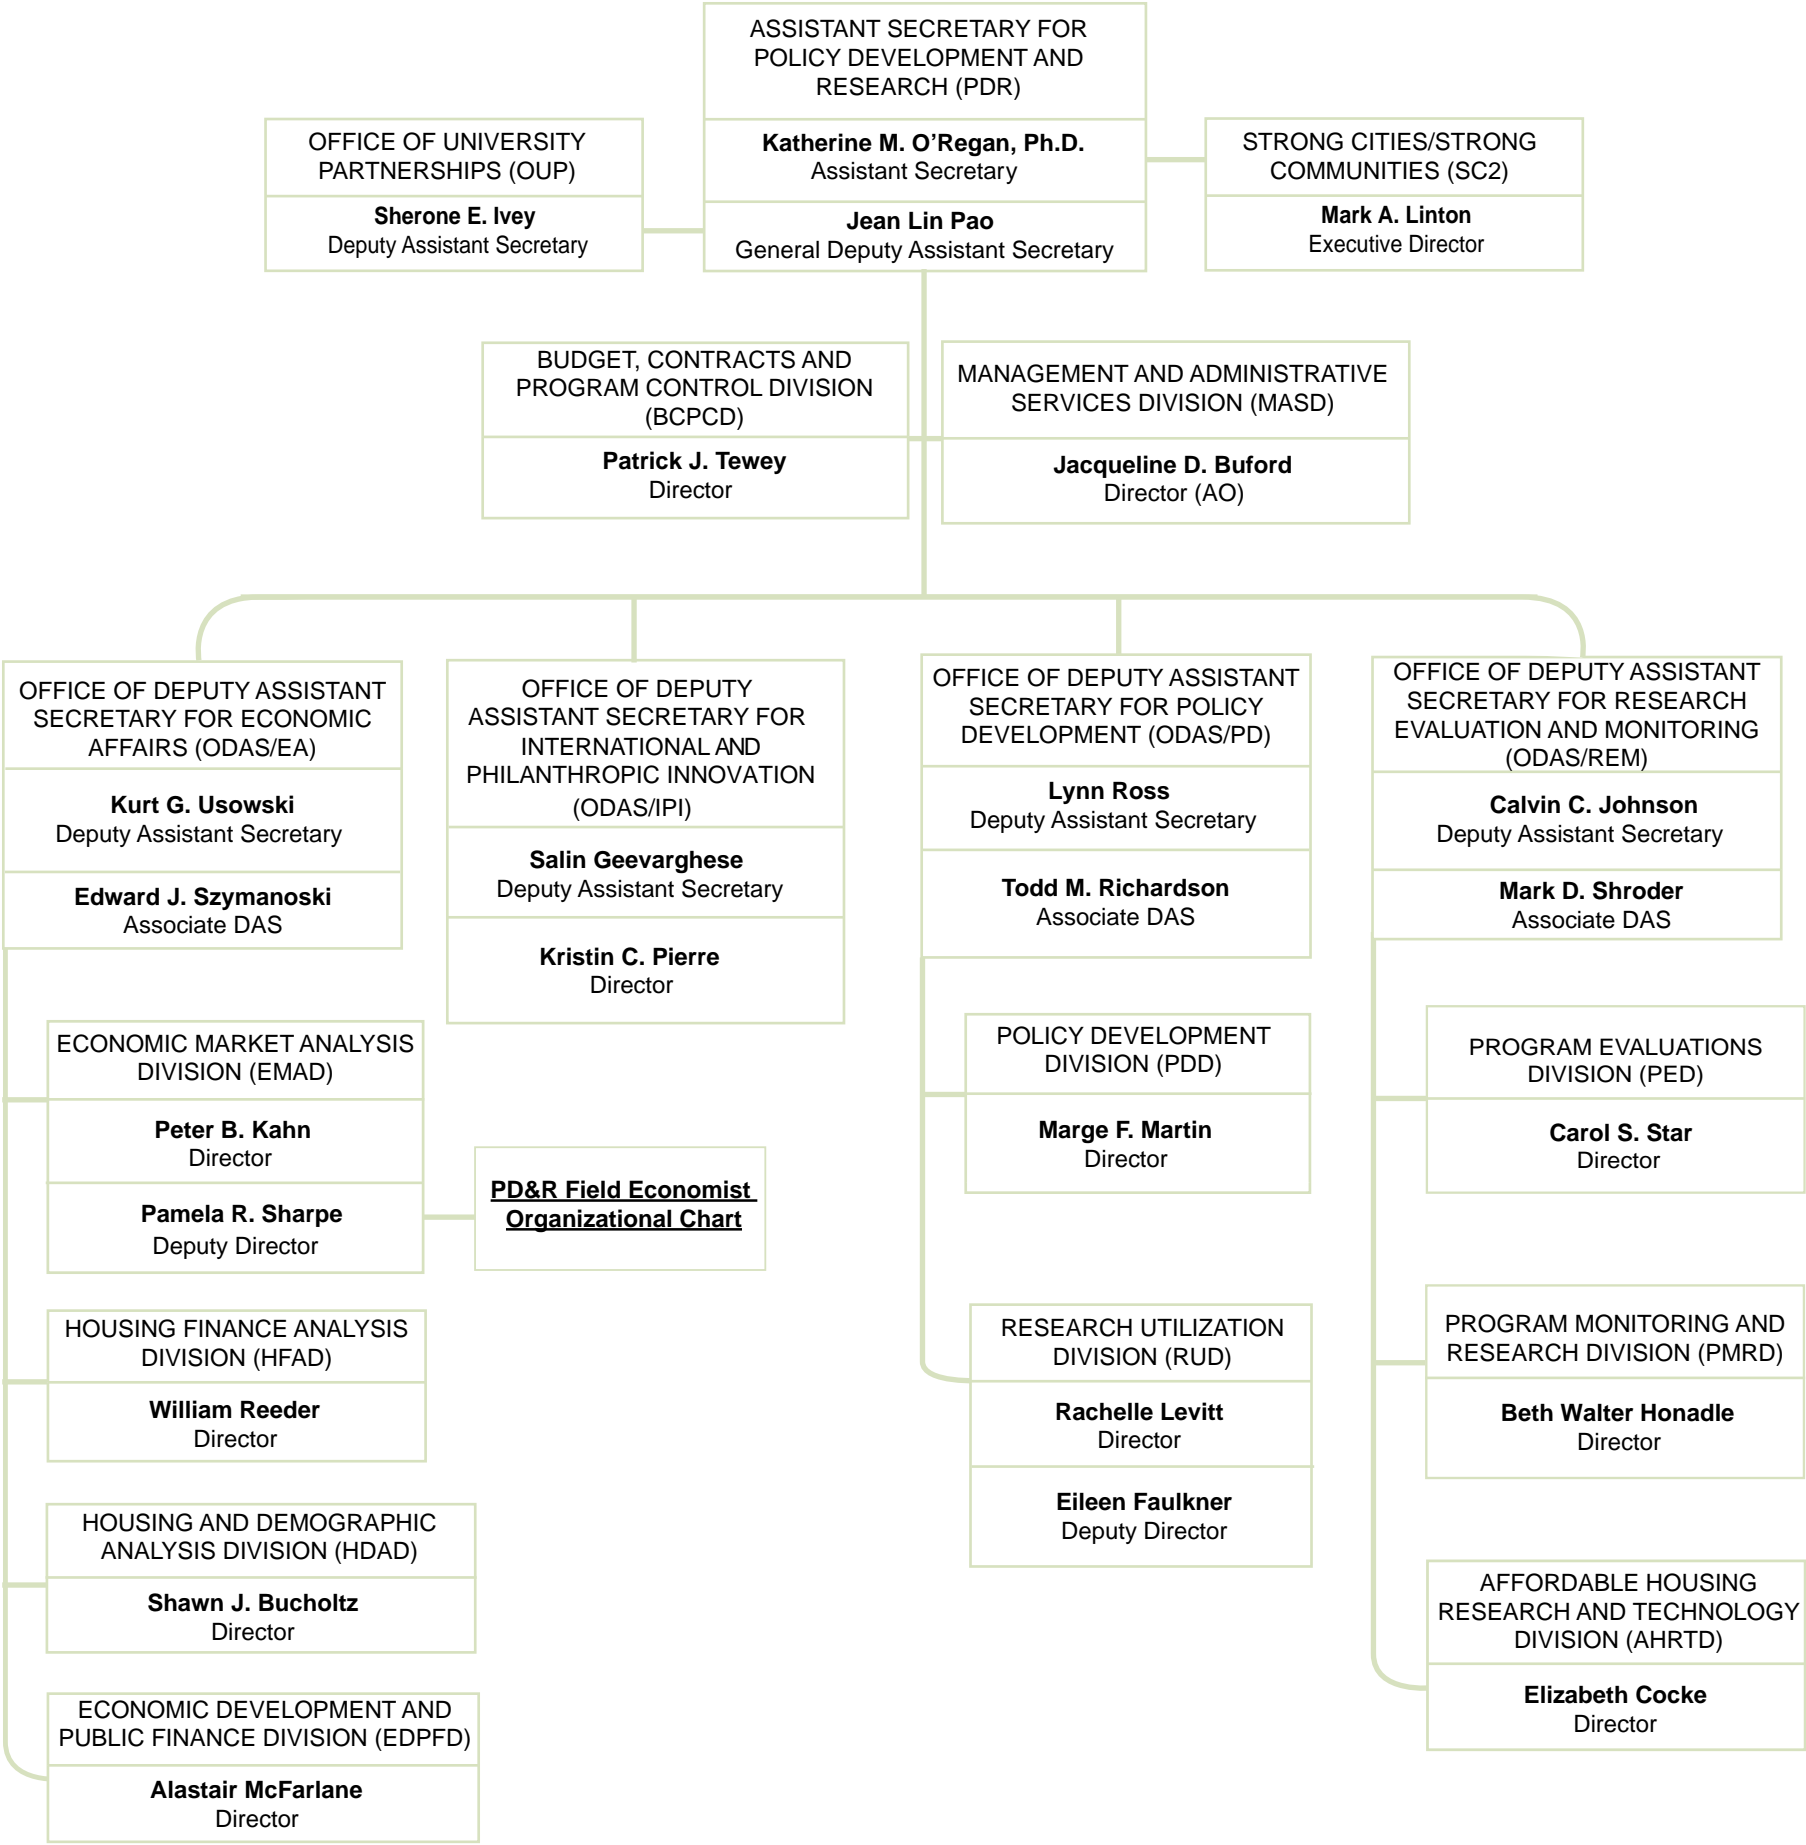 ASSISTANT SECRETARY FOR
POLICY DEVELOPMENT AND
RESEARCH (PDR)
Katherine M. O’Regan, Ph.D.
Assistant Secretary
Jean Lin Pao
General Deputy Assistant Secretary
OFFICE OF UNIVERSITY
PARTNERSHIPS (OUP)
Sherone E. Ivey
Deputy Assistant Secretary
STRONG CITIES/STRONG
COMMUNITIES (SC2)
Mark A. Linton
Executive Director
BUDGET, CONTRACTS AND
PROGRAM CONTROL DIVISION
(BCPCD)
Patrick J. Tewey
Director
MANAGEMENT AND ADMINISTRATIVE
SERVICES DIVISION (MASD)
Jacqueline D. Buford
Director (AO)
OFFICE OF DEPUTY ASSISTANT
SECRETARY FOR ECONOMIC
AFFAIRS (ODAS/EA)
Kurt G. Usowski
Deputy Assistant Secretary
Edward J. Szymanoski
Associate DAS
ECONOMIC MARKET ANALYSIS
DIVISION (EMAD)
Peter B. Kahn
Director
Pamela R. Sharpe
Deputy Director
PD&R Field Economist
Organizational Chart
HOUSING FINANCE ANALYSIS
DIVISION (HFAD)
William Reeder
Director
HOUSING AND DEMOGRAPHIC
ANALYSIS DIVISION (HDAD)
Shawn J. Bucholtz
Director
ECONOMIC DEVELOPMENT AND
PUBLIC FINANCE DIVISION (EDPFD)
Alastair McFarlane
Director
OFFICE OF DEPUTY
ASSISTANT SECRETARY FOR
INTERNATIONAL AND
PHILANTHROPIC INNOVATION
(ODAS/IPI)
Salin Geevarghese
Deputy Assistant Secretary
Kristin C. Pierre
Director
OFFICE OF DEPUTY ASSISTANT
SECRETARY FOR POLICY
DEVELOPMENT (ODAS/PD)
Lynn Ross
Deputy Assistant Secretary
Todd M. Richardson
Associate DAS
POLICY DEVELOPMENT
DIVISION (PDD)
Marge F. Martin
Director
RESEARCH UTILIZATION
DIVISION (RUD)
Rachelle Levitt
Director
Eileen Faulkner
Deputy Director
OFFICE OF DEPUTY ASSISTANT
SECRETARY FOR RESEARCH
EVALUATION AND MONITORING
(ODAS/REM)
Calvin C. Johnson
Deputy Assistant Secretary
Mark D. Shroder
Associate DAS
PROGRAM EVALUATIONS
DIVISION (PED)
Carol S. Star
Director
PROGRAM MONITORING AND
RESEARCH DIVISION (PMRD)
Beth Walter Honadle
Director
AFFORDABLE HOUSING
RESEARCH AND TECHNOLOGY
DIVISION (AHRTD)
Elizabeth Cocke
Director